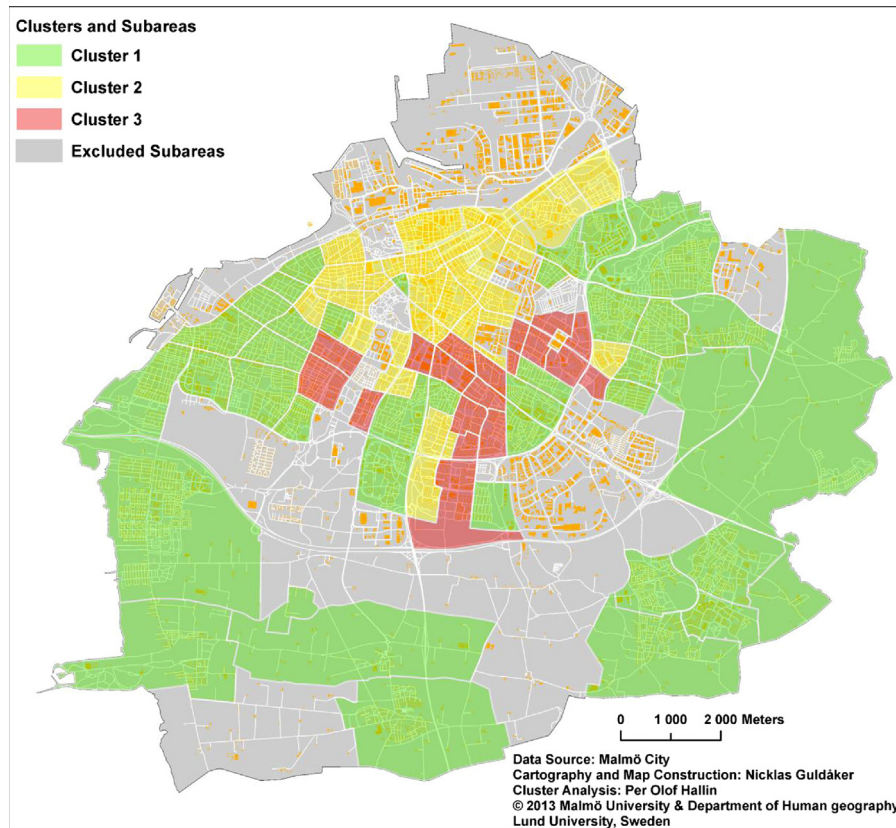 Clusters and Subareas
Cluster 1
Cluster 2
Cluster 3
Excluded Subareas
0 1 000 2 000 Meters
Data Source: Malmö City
Cartography and Map Construction: Nicklas Guldåker
Cluster Analysis: Per Olof Hallin
© 2013 Malmö University & Department of Human geography
Lund University, Sweden